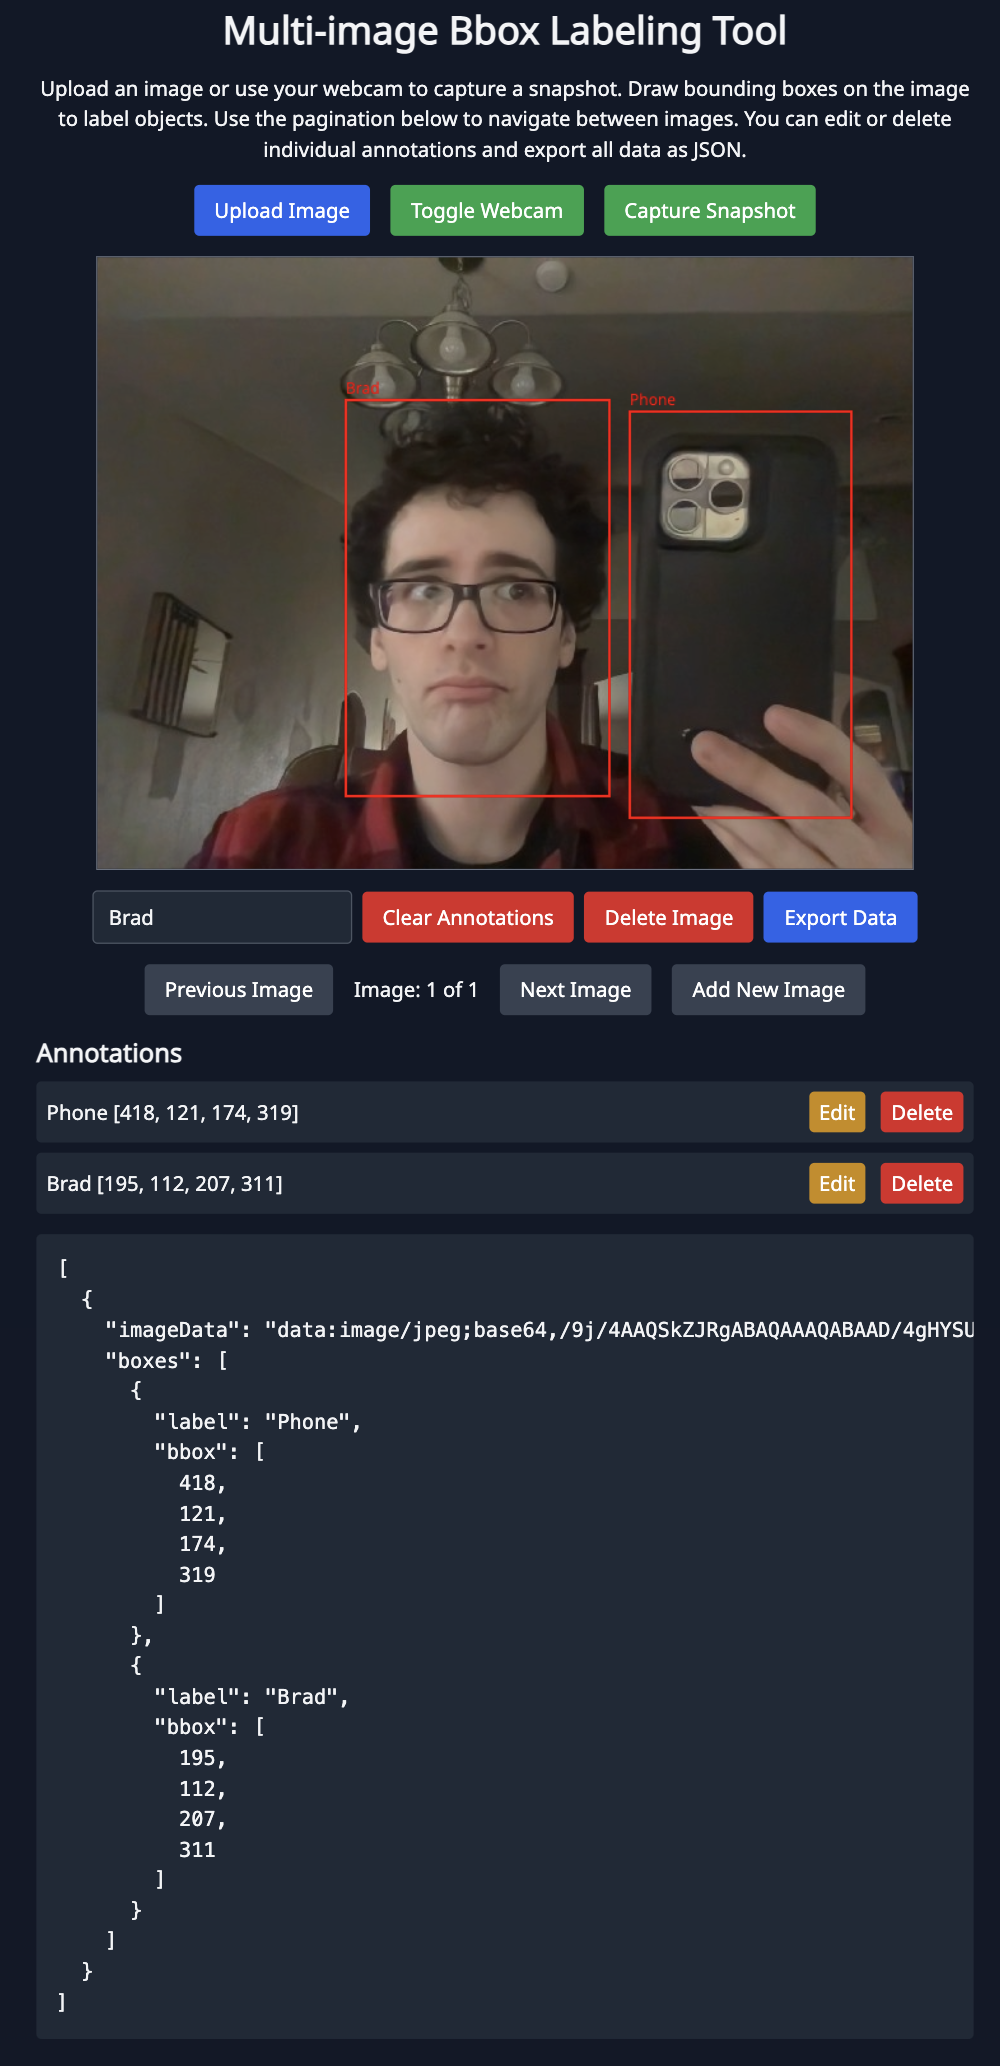 Multi-image Bbox Labeling Tool
Upload an image or use your webcam to capture a snapshot. Draw bounding boxes on the image
to label objects. Use the pagination below to navigate between images. You can edit or delete
individual annotations and export all data as JSON.
Upload Image
Toggle Webcam
Capture Snapshot
Brad
Phone
Brad
Clear Annotations
Delete Image
Export Data
Previous Image
Image: 1 of 1
Next Image
Add New Image
Annotations
Phone [418, 121, 174, 319]
Edit
Delete
Brad [195, 112, 207, 311]
Edit
Delete
[
  {
    "imageData": "data:image/jpeg;base64,/9j/4AAQSkZJRgABAQAAAQABAAD/4gHYSU
    "boxes": [
      {
        "label": "Phone",
        "bbox": [
          418,
          121,
          174,
          319
        ]
      },
      {
        "label": "Brad",
        "bbox": [
          195,
          112,
          207,
          311
        ]
      }
    ]
  }
]